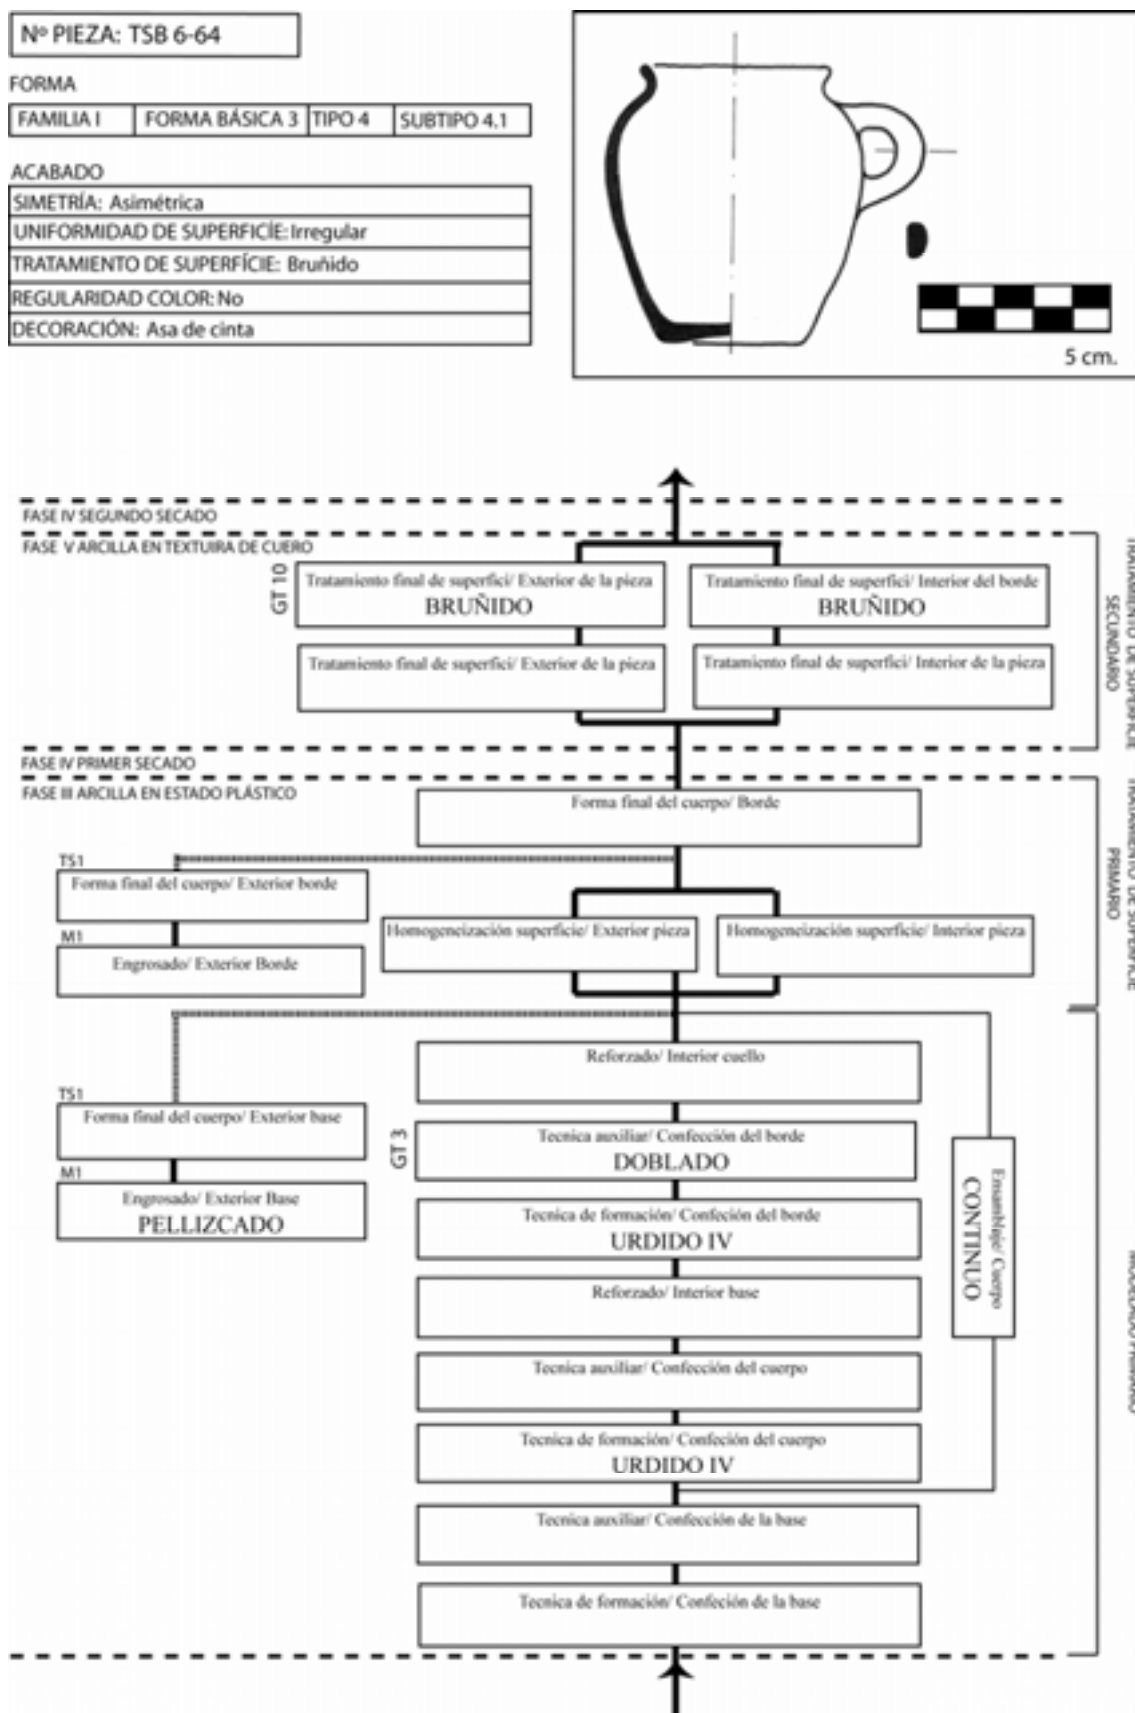 Nº PIEZA: TSB 6-64
FORMA
FAMILIA I FORMA BÁSICA 3 TIPO 4 SUBTIPO 4.1
ACABADO
SIMETRÍA: Asimétrica
UNIFORMIDAD DE SUPERFICÍE: Irregular
TRATAMIENTO DE SUPERFÍCIE: Bruñido
REGULARIDAD COLOR: No
DECORACIÓN: Asa de cinta
5 cm.
FASE IV SEGUNDO SECADO
FASE V ARCILLA EN TEXTUIRA DE CUERO
GT 10
Tratamiento final de superfici/ Exterior de la pieza
BRUÑIDO
Tratamiento final de superfici/ Interior del borde
BRUÑIDO
Tratamiento final de superfici/ Exterior de la pieza
Tratamiento final de superfici/ Interior de la pieza
TRATAMIENTO DE SUPERFICIE
SECUNDARIO
FASE IV PRIMER SECADO
FASE III ARCILLA EN ESTADO PLÁSTICO
Forma final del cuerpo/ Borde
TS1
Forma final del cuerpo/ Exterior borde
M1
Engrosado/ Exterior Borde
Homogeneización superficie/ Exterior pieza
Homogeneización superficie/ Interior pieza
TRATAMIENTO DE SUPERFICIE
PRIMARIO
Reforzado/ Interior cuello
TS1
Forma final del cuerpo/ Exterior base
M1
Engrosado/ Exterior Base
PELLIZCADO
GT 3
Tecnica auxiliar/ Confección del borde
DOBLADO
Tecnica de formación/ Confeción del borde
URDIDO IV
Reforzado/ Interior base
Tecnica auxiliar/ Confección del cuerpo
Tecnica de formación/ Confeción del cuerpo
URDIDO IV
Ensamblaje/ Cuerpo
CONTINUO
Tecnica auxiliar/ Confección de la base
Tecnica de formación/ Confeción de la base
MODELADO PRIMARIO